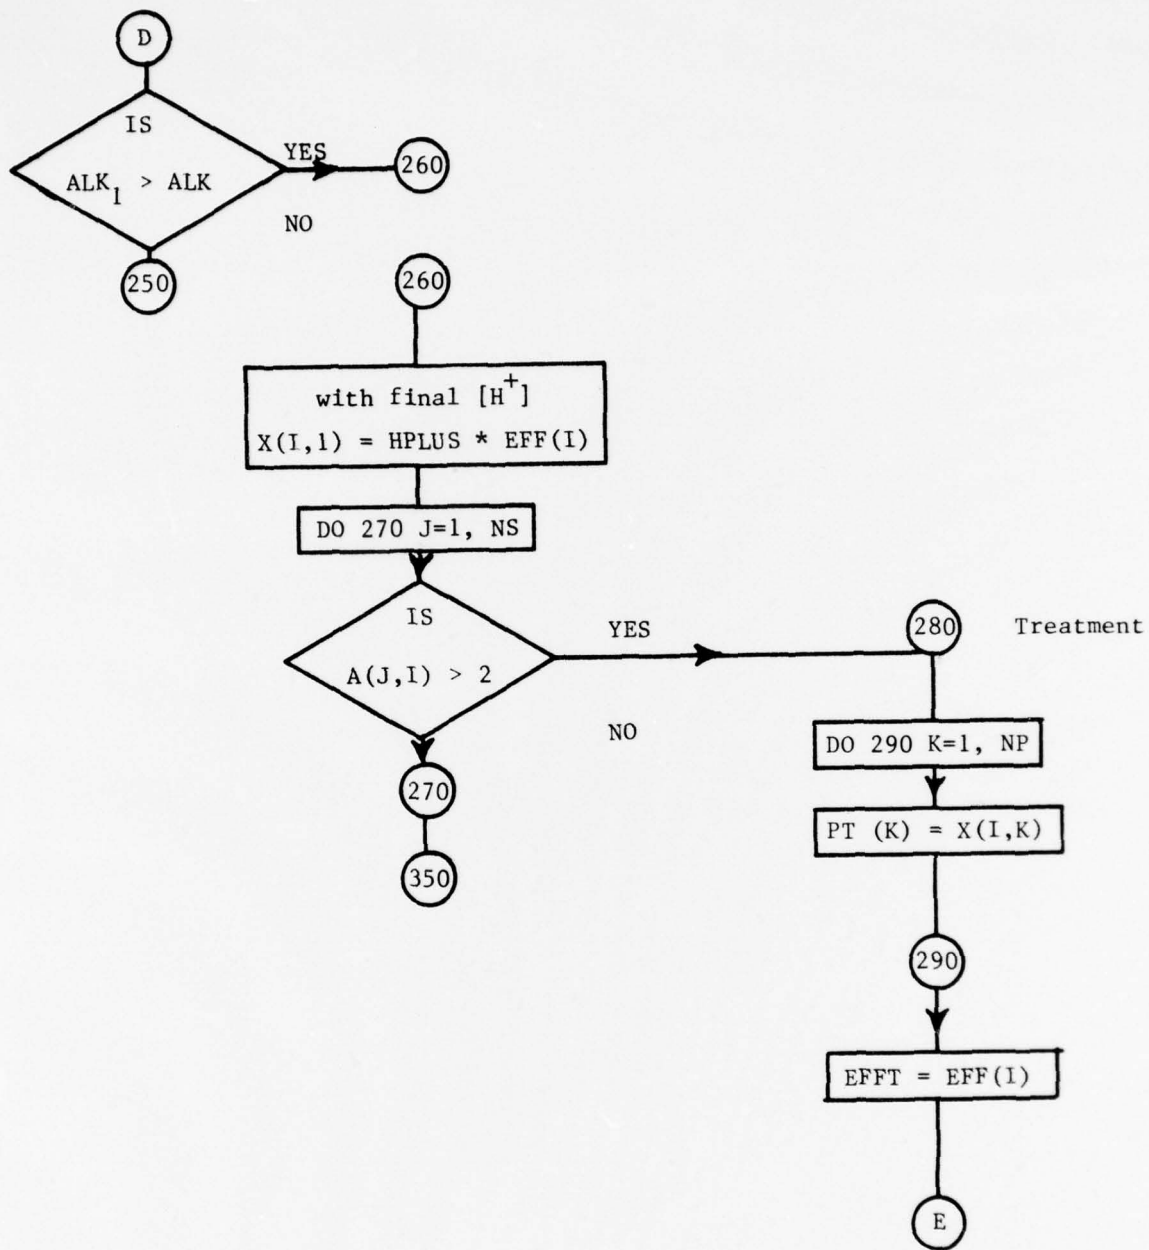 D
IS
ALK1 > ALK
YES
260
NO
250
260
with final [H+]
X(I,1) = HPLUS * EFF(I)
DO 270 J=1, NS
IS
A(J,I) > 2
YES
280
Treatment
NO
270
350
DO 290 K=1, NP
PT (K) = X(I,K)
290
EFFT = EFF(I)
E